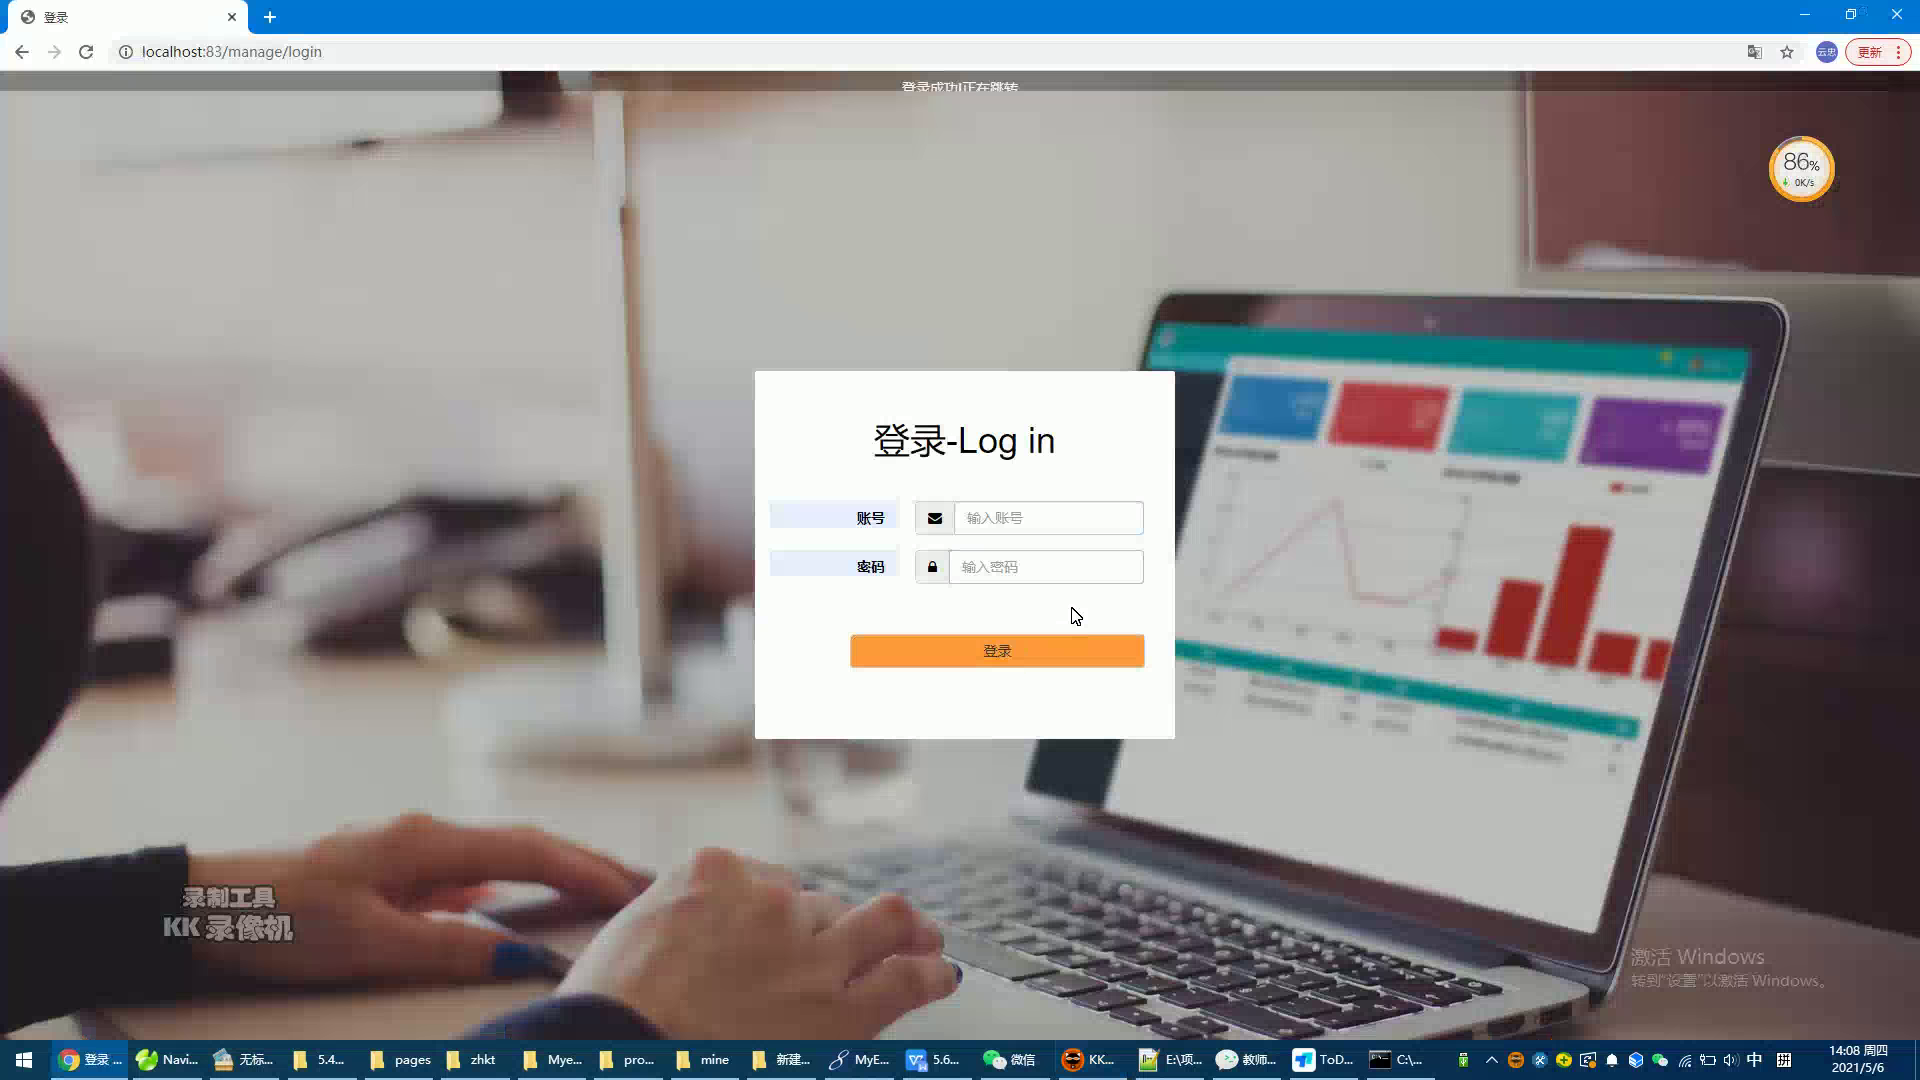 登录
localhost:83/manage/login
云忠
更新
登录成功!正在跳转
86%
0K/s
登录-Log in
账号
输入账号
密码
输入密码
登录
录制工具
KK 录像机
激活 Windows
转到"设置"以激活 Windows。
登录 ...
Navi...
无标...
5.4...
pages
zhkt
Mye...
pro...
mine
新建...
MyE...
5.6...
微信
KK...
E:\项...
教师...
ToD...
C:\...
中
拼
14:08 周四
2021/5/6